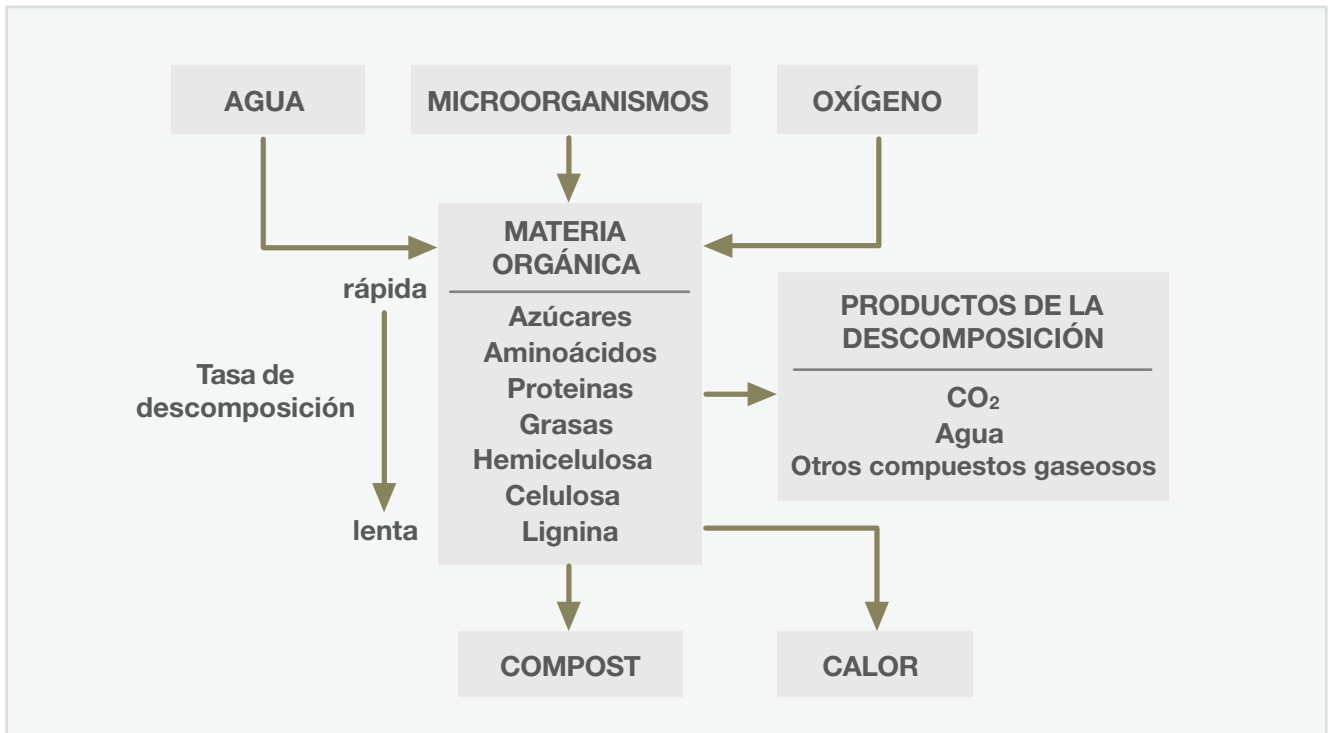 AGUA
MICROORGANISMOS
OXÍGENO
MATERIA
ORGÁNICA
rápida
Tasa de
descomposición
lenta
Azúcares
Aminoácidos
Proteinas
Grasas
Hemicelulosa
Celulosa
Lignina
PRODUCTOS DE LA
DESCOMPOSICIÓN
CO₂
Agua
Otros compuestos gaseosos
COMPOST
CALOR